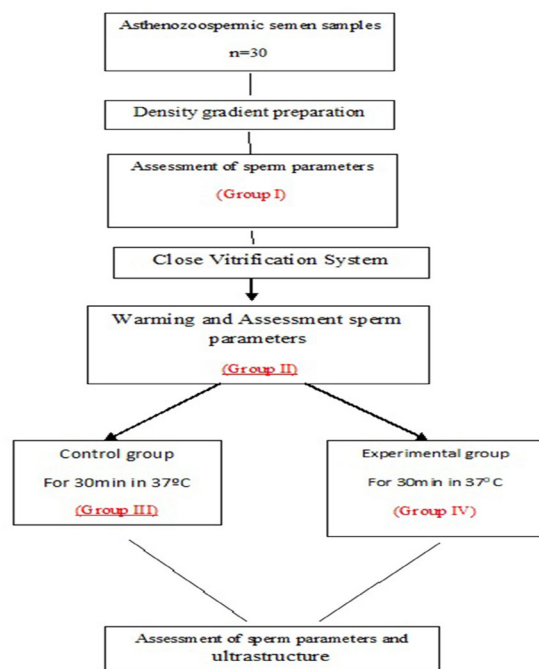 Asthenozoospermic semen samples
n=30
Density gradient preparation
Assessment of sperm parameters
(Group I)
Close Vitrification System
Warming and Assessment sperm
parameters
(Group II)
Control group
For 30min in 37ºC
(Group III)
Experimental group
For 30min in 37°C
(Group IV)
Assessment of sperm parameters and
ultrastructure